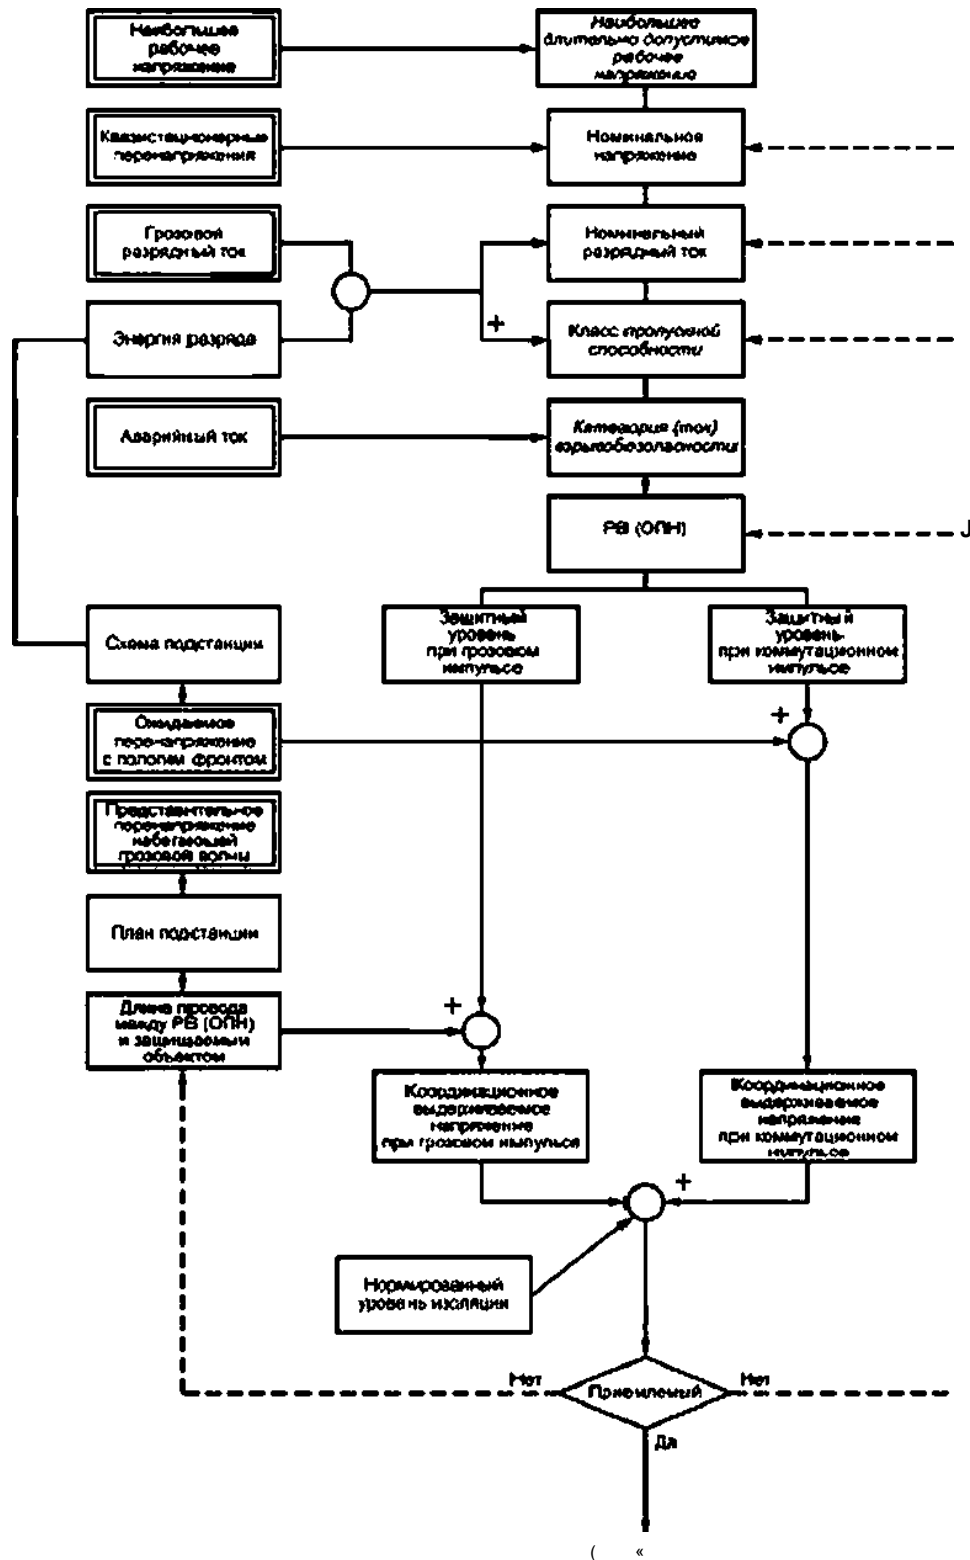 Наибольшее
рабочее
напряжение
Наибольшее
длительно допустимое
рабочее
напряжение
Квазистационарные
перенапряжения
Номинальное
напряжение
Грозовой
разрядный ток
Номинальный
разрядный ток
Энергия разряда
+
Класс пропускной
способности
Аварийный ток
Категория (ток)
взрывобезопасности
РВ (ОПН)
Схема подстанции
Защитный
уровень
при грозовом
импульсе
Защитный
уровень
при коммутационном
импульсе
Ожидаемое
перенапряжение
с пологим фронтом
+
Представительное
перенапряжение
набегающей
грозовой волны
План подстанции
Длина провода
между РВ (ОПН)
и защищаемым
объектом
+
Координационное
выдерживаемое
напряжение
при грозовом импульсе
Координационное
выдерживаемое
напряжение
при коммутационном
импульсе
+
Нормированный
уровень изоляции
Нет
Приемлемый
Нет
Да
( «